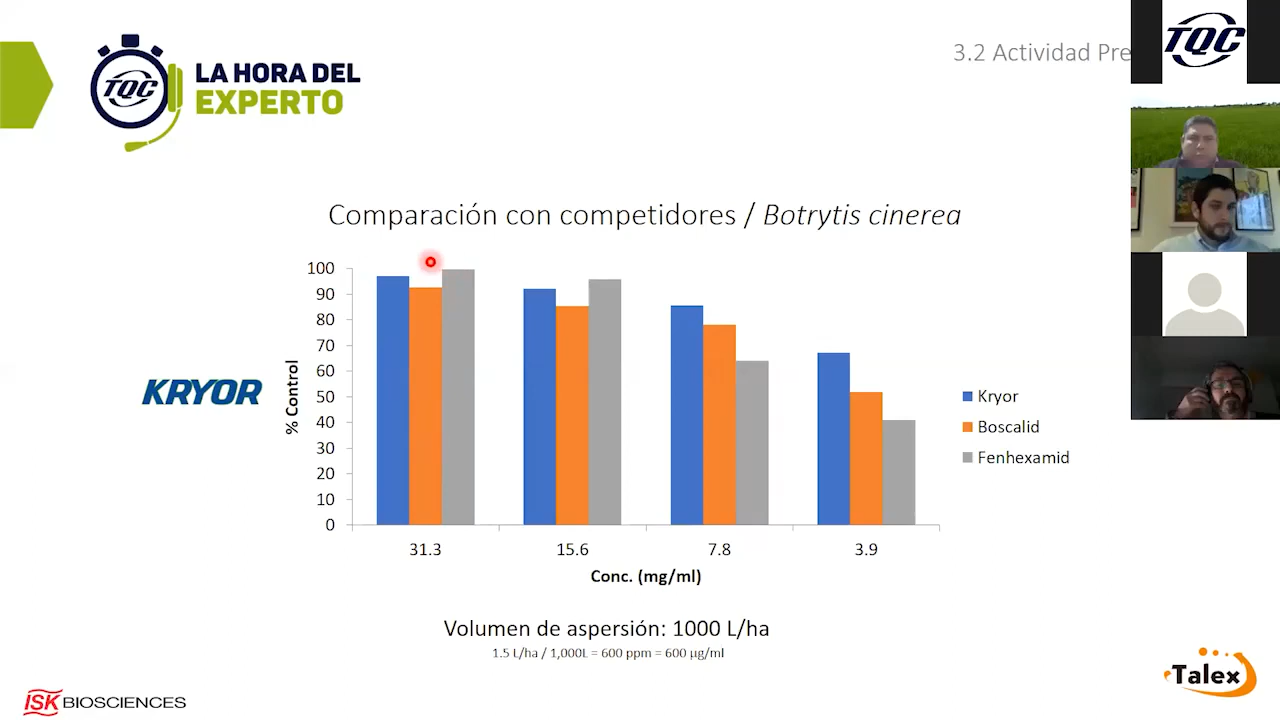 TQC
LA HORA DEL
EXPERTO
3.2 Actividad Pre
TQC
Comparación con competidores / Botrytis cinerea
KRYOR
% Control
100
90
80
70
60
50
40
30
20
10
0
31.3
15.6
7.8
3.9
Conc. (mg/ml)
Kryor
Boscalid
Fenhexamid
Volumen de aspersión: 1000 L/ha
1.5 L/ha / 1,000L = 600 ppm = 600 μg/ml
ISK BIOSCIENCES
Talex